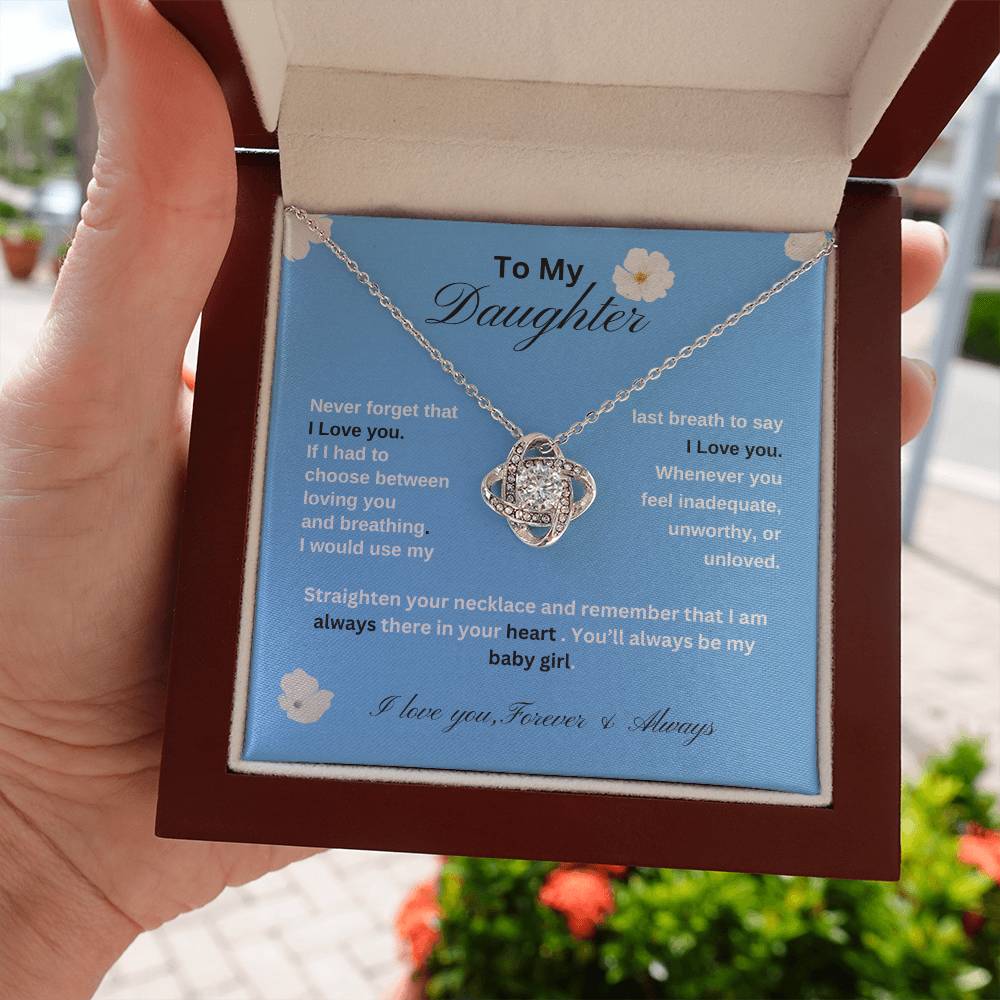 To My
Daughter
Never forget that
I Love you.
If I had to
choose between
loving you
and breathing.
I would use my
last breath to say
I Love you.
Whenever you
feel inadequate,
unworthy, or
unloved.
Straighten your necklace and remember that I am
always there in your heart . You’ll always be my
baby girl.
I love you,Forever & Always